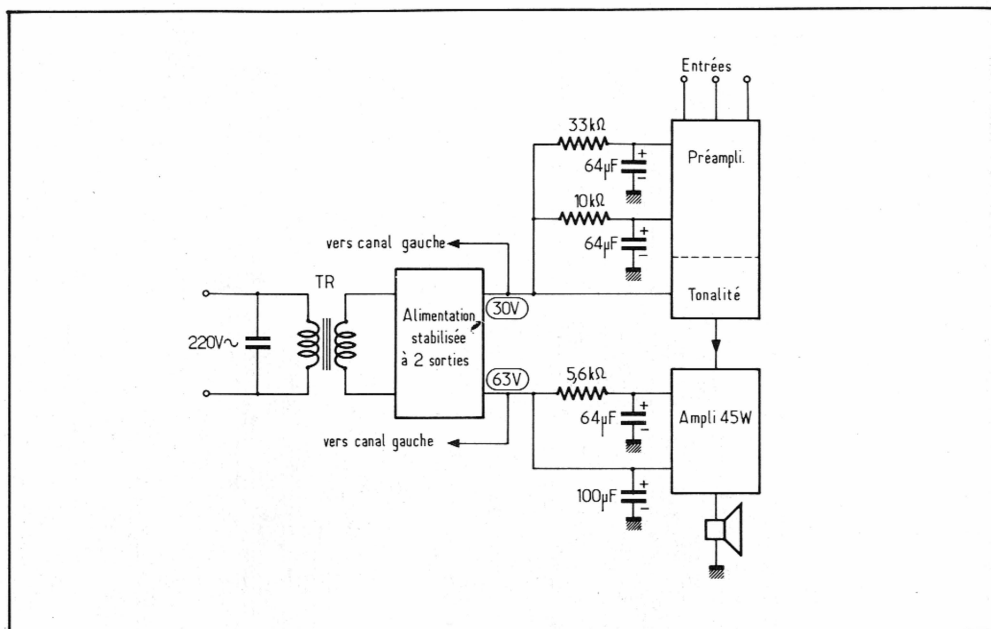 Entrées
33kΩ
Préampli.
64µF
+
−
10kΩ
64µF
+
−
vers canal gauche
TR
Tonalité
30V
Alimentation
stabilisée
à 2 sorties
220V~
63V
5,6kΩ
64µF
+
−
Ampli 45W
vers canal gauche
100µF
+
−